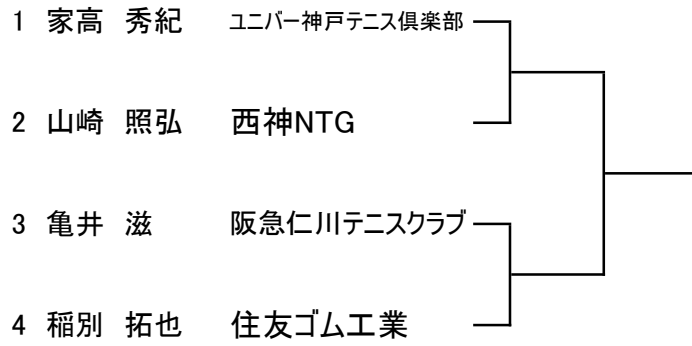 1 家高 秀紀 ユニバー神戸テニス倶楽部
2 山崎 照弘 西神NTG
3 亀井 滋 阪急仁川テニスクラブ
4 稲別 拓也 住友ゴム工業